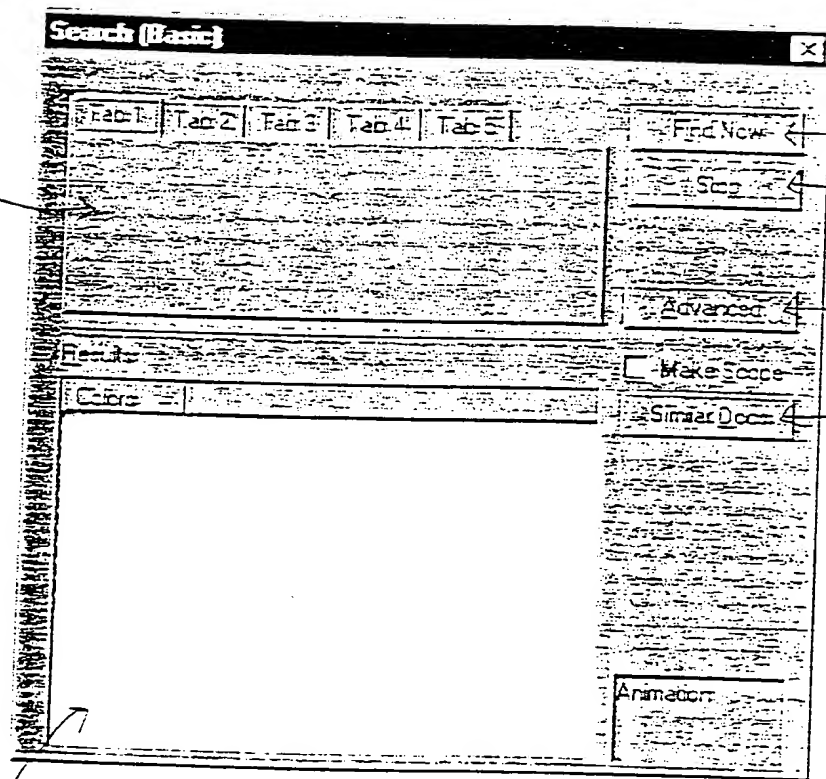 Search (Basic)
Tab 1 Tab 2 Tab 3 Tab 4 Tab 5
Find Now
Stop
Advanced
Results
Make Scope
Similar Docs
Animation